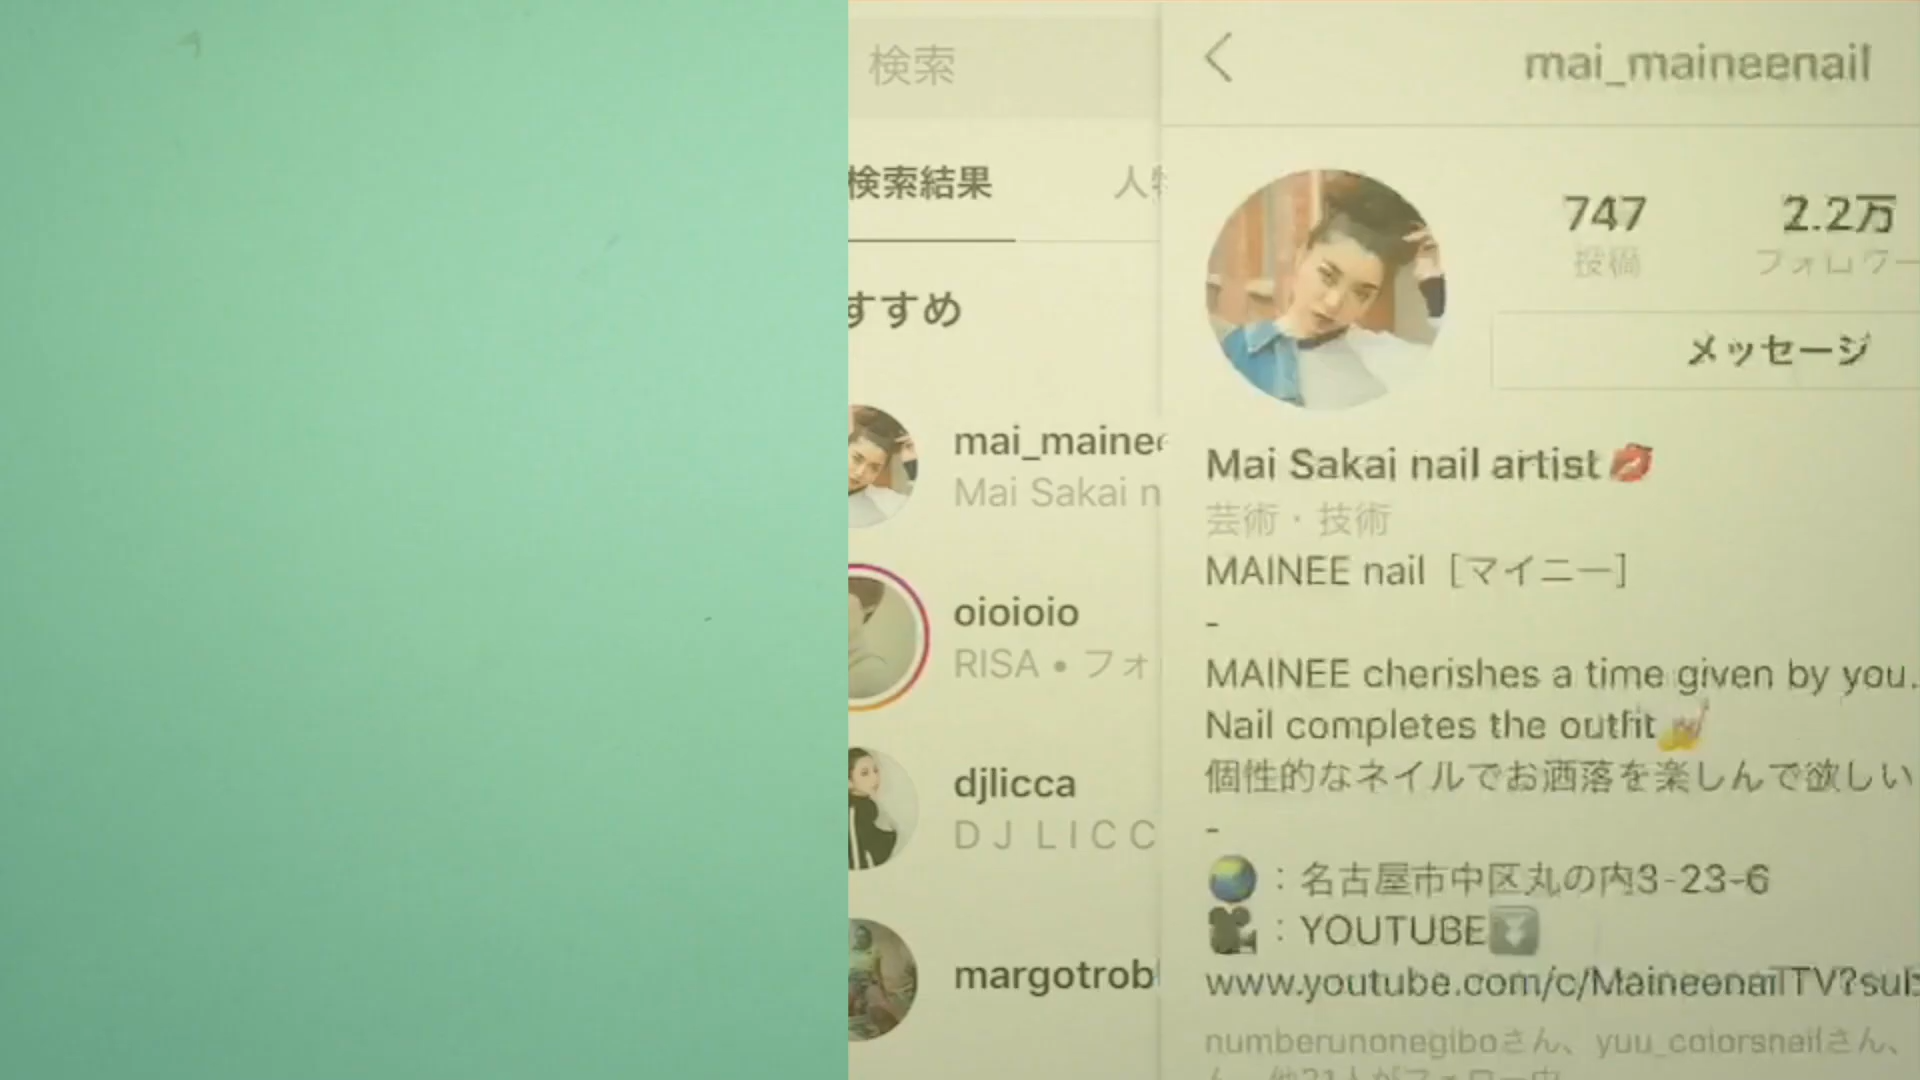 検索
検索結果
人
すすめ
mai_maine
Mai Sakai n
oioioio
RISA • フォ
djlicca
D J L I C C
margotrob
mai_maineenail
747
投稿
2.2万
フォロワー
メッセージ
Mai Sakai nail artist💋
芸術・技術
MAINEE nail［マイニー］
-
MAINEE cherishes a time given by you.
Nail completes the outfit💅
個性的なネイルでお洒落を楽しんで欲しい
-
🌏：名古屋市中区丸の内3-23-6
🎥：YOUTUBE⏬
www.youtube.com/c/MaineenailTV?sub
numberunonegiboさん、yuu_colorsnailさん、